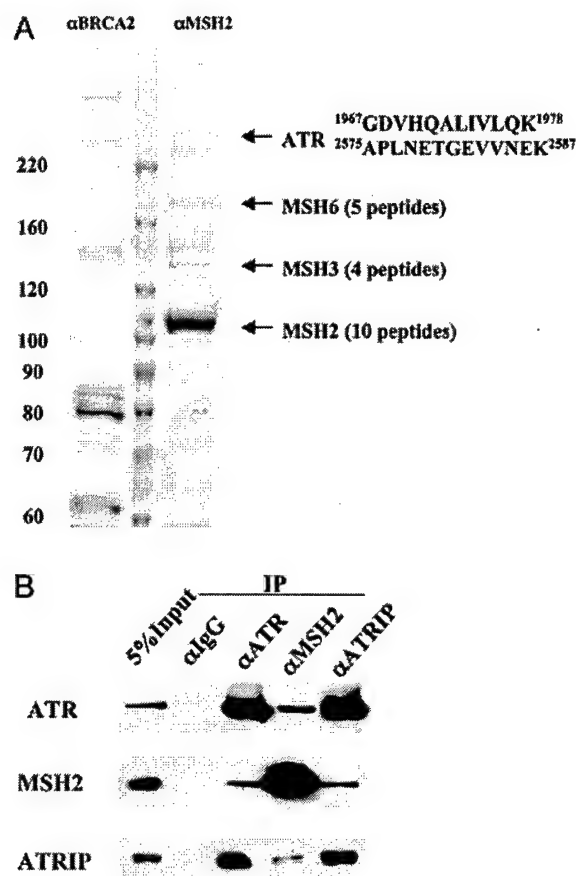 A
αBRCA2 αMSH2
ATR ¹⁹⁶⁷GDVHQALIVLQK¹⁹⁷⁸
²⁵⁷⁵APLNETGEVVNEK²⁵⁸⁷
220
MSH6 (5 peptides)
160
MSH3 (4 peptides)
120
MSH2 (10 peptides)
100
90
80
70
60
B
IP
5%Input αIgG αATR αMSH2 αATRIP
ATR
MSH2
ATRIP